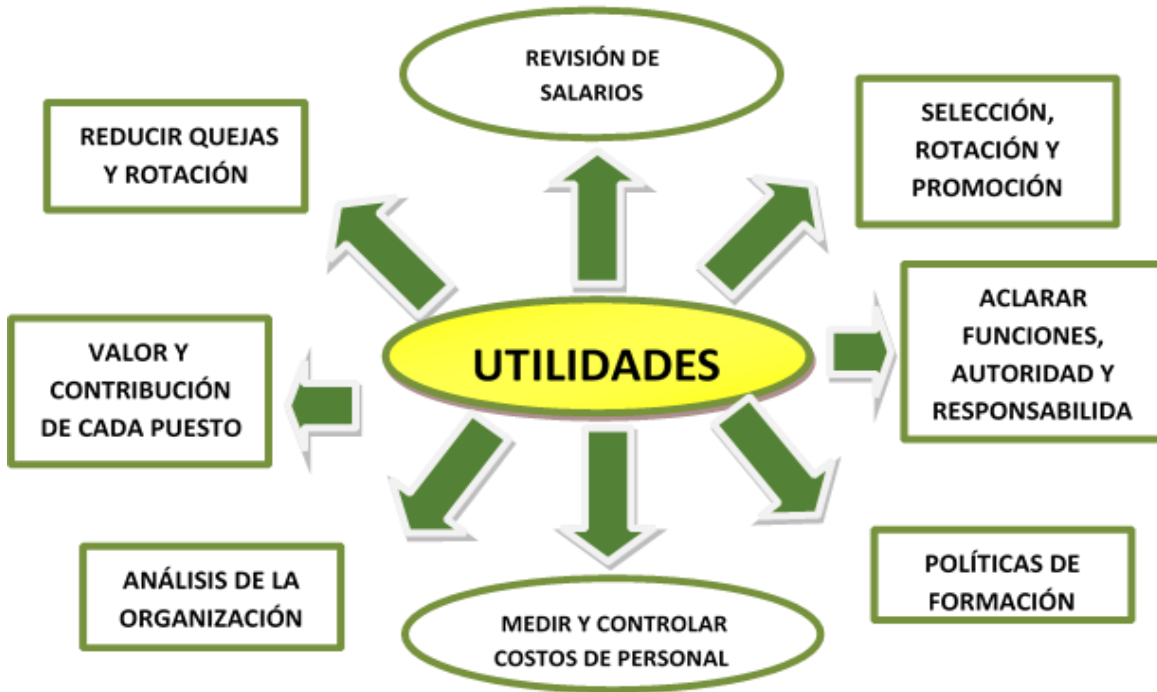 REVISIÓN DE
SALARIOS
REDUCIR QUEJAS
Y ROTACIÓN
SELECCIÓN,
ROTACIÓN Y
PROMOCIÓN
UTILIDADES
VALOR Y
CONTRIBUCIÓN
DE CADA PUESTO
ACLARAR
FUNCIONES,
AUTORIDAD Y
RESPONSABILIDA
ANÁLISIS DE LA
ORGANIZACIÓN
MEDIR Y CONTROLAR
COSTOS DE PERSONAL
POLÍTICAS DE
FORMACIÓN